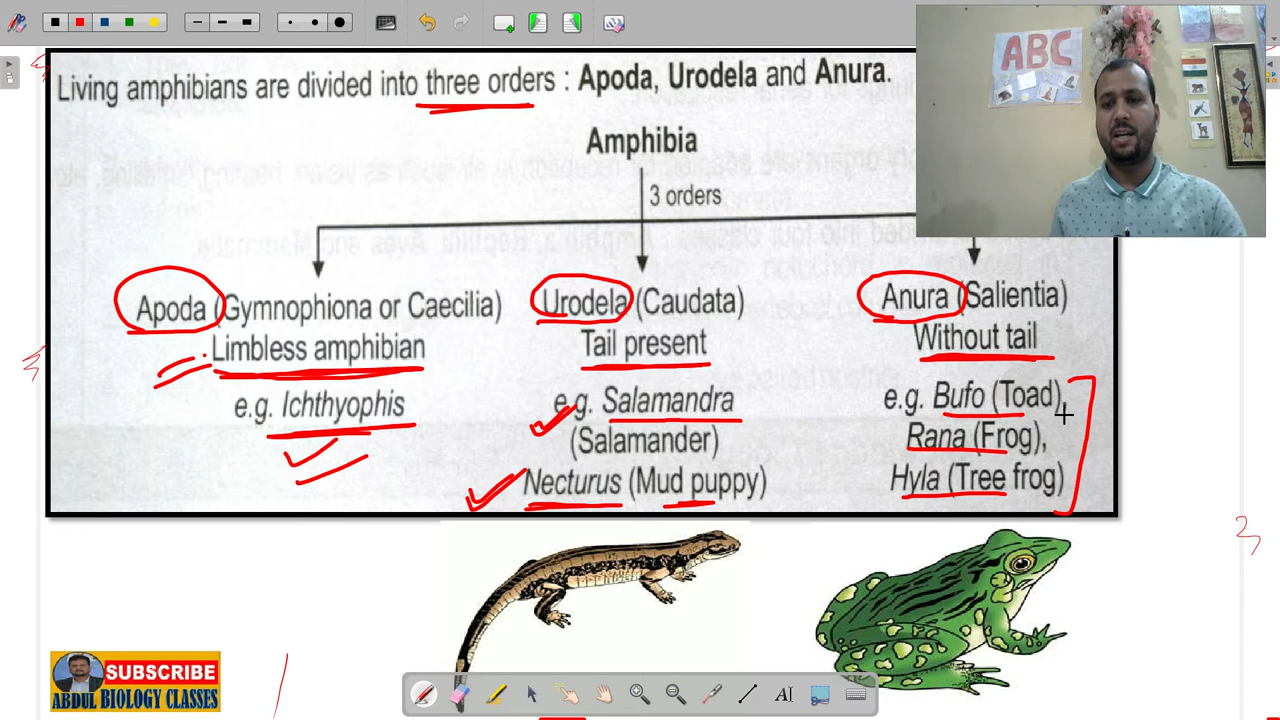 ABC
Living amphibians are divided into three orders : Apoda, Urodela and Anura.
Amphibia
3 orders
Apoda (Gymnophiona or Caecilia)
Limbless amphibian
e.g. Ichthyophis
Urodela (Caudata)
Tail present
e.g. Salamandra
(Salamander)
Necturus (Mud puppy)
Anura (Salientia)
Without tail
e.g. Bufo (Toad),
Rana (Frog),
Hyla (Tree frog)
SUBSCRIBE
ABDUL BIOLOGY CLASSES
AI